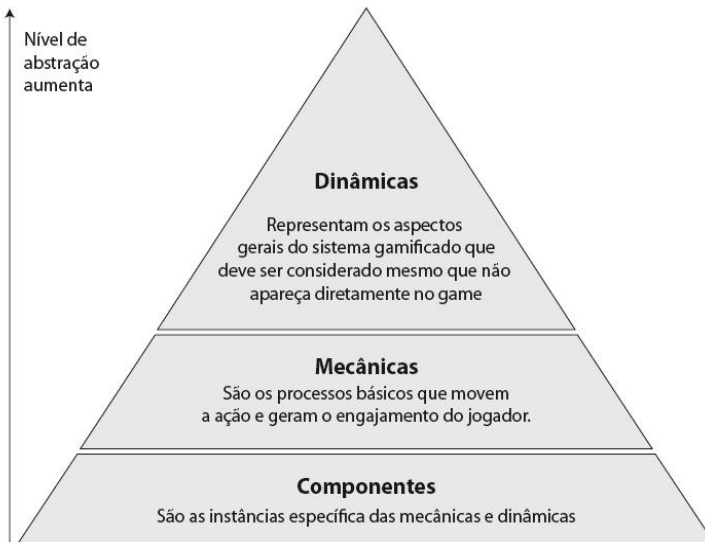 Nível de
abstração
aumenta
Dinâmicas
Representam os aspectos
gerais do sistema gamificado que
deve ser considerado mesmo que não
apareça diretamente no game
Mecânicas
São os processos básicos que movem
a ação e geram o engajamento do jogador.
Componentes
São as instâncias específica das mecânicas e dinâmicas